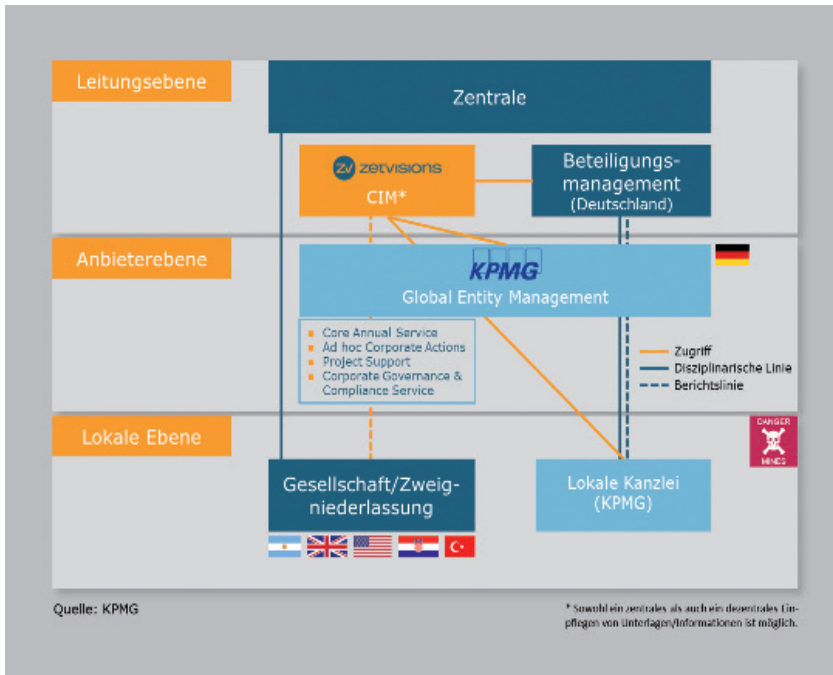 Leitungsebene
Zentrale
zv zetvisions
CIM*
Beteiligungs-
management
(Deutschland)
Anbieterebene
KPMG
Global Entity Management
Core Annual Service
Ad hoc Corporate Actions
Project Support
Corporate Governance &
Compliance Service
Zugriff
Disziplinarische Linie
Berichtslinie
Lokale Ebene
DANGER
MINES
Gesellschaft/Zweig-
niederlassung
Lokale Kanzlei
(KPMG)
Quelle: KPMG
* Sowohl ein zentrales als auch ein dezentrales Ein-
pflegen von Unterlagen/Informationen ist möglich.